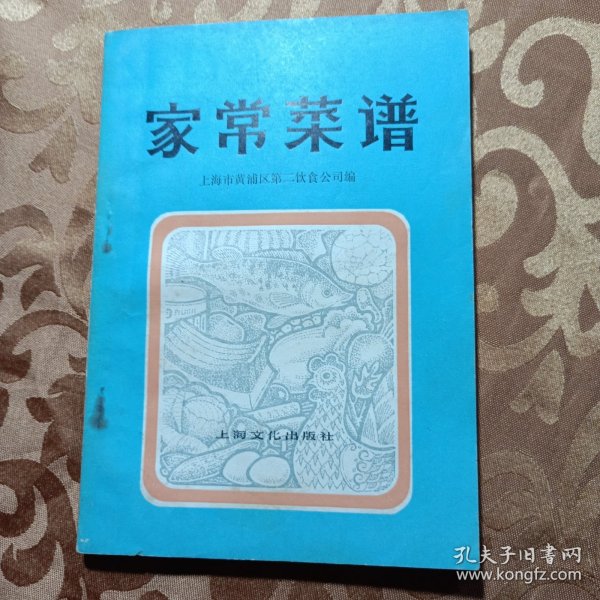 家常菜谱
上海市黄浦区第二饮食公司编
上海文化出版社
孔夫子旧书网
www.kongfz.com